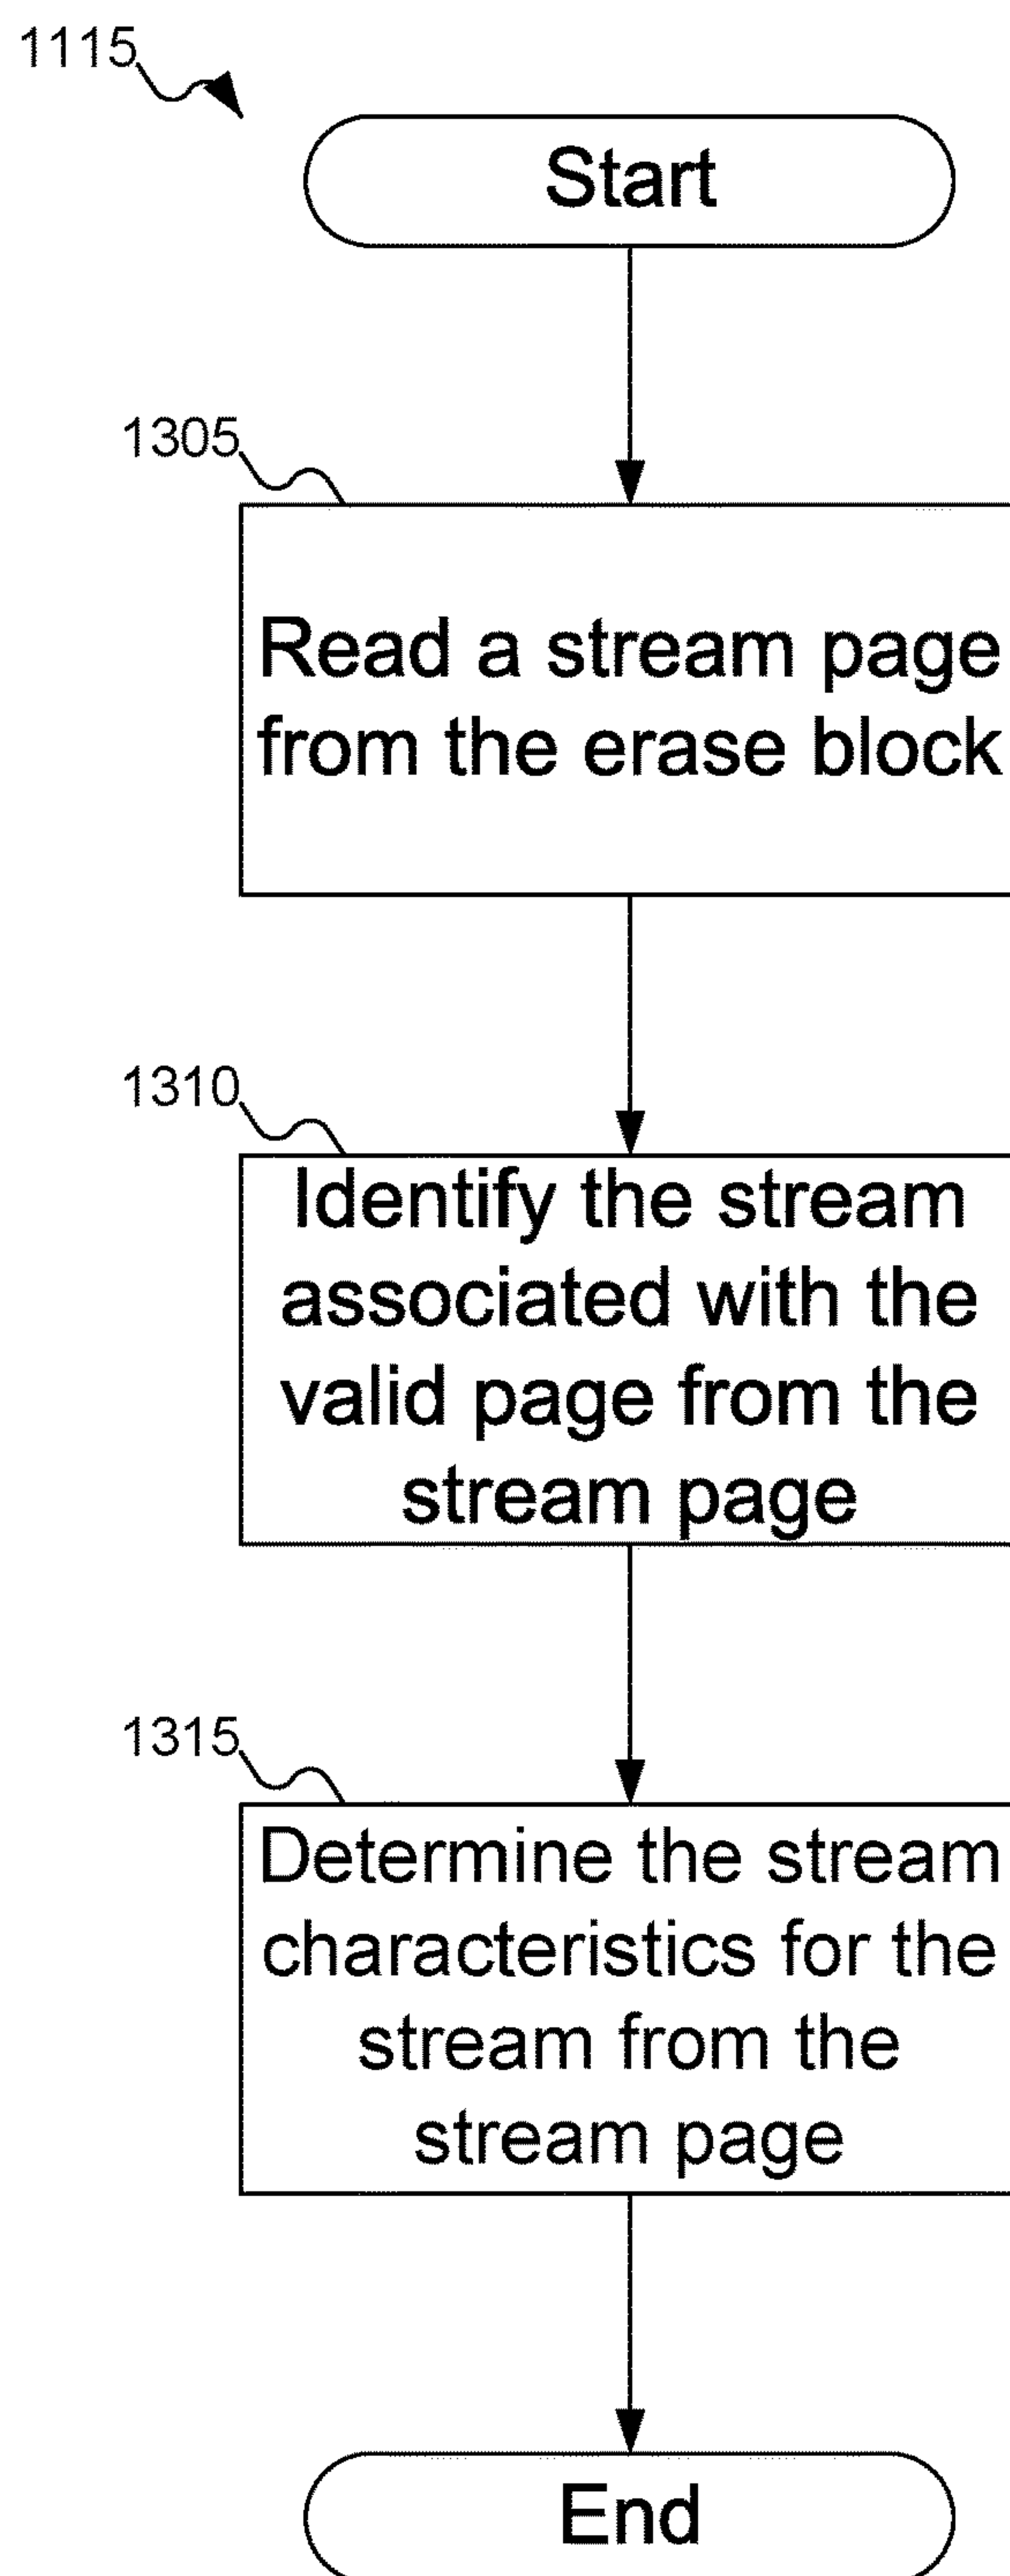 1115
Start
1305
Read a stream page
from the erase block
1310
Identify the stream
associated with the
valid page from the
stream page
1315
Determine the stream
characteristics for the
stream from the
stream page
End